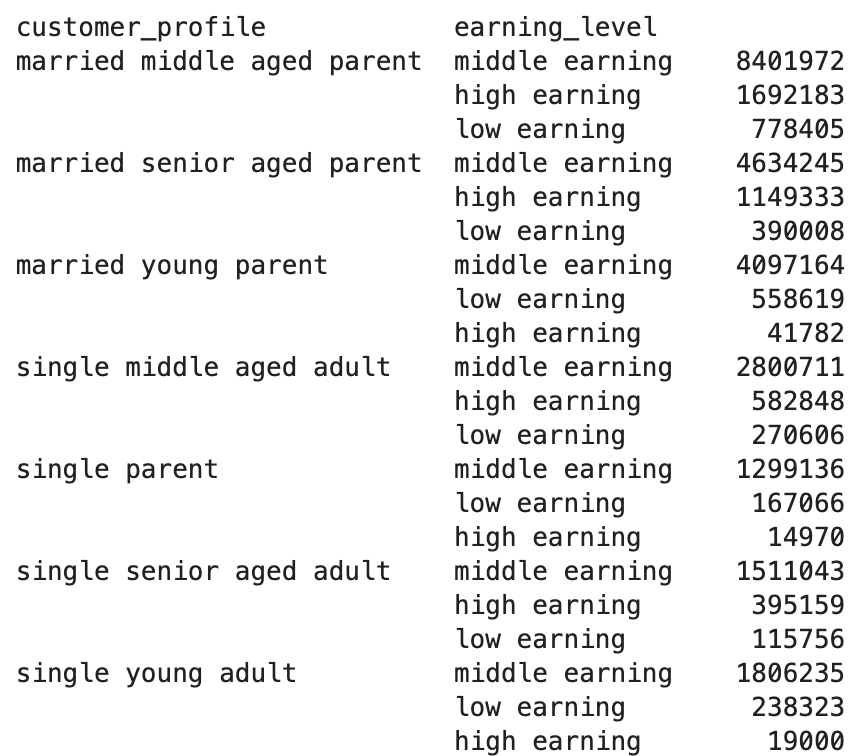 customer_profile earning_level
married middle aged parent middle earning 8401972
high earning 1692183
low earning 778405
married senior aged parent middle earning 4634245
high earning 1149333
low earning 390008
married young parent middle earning 4097164
low earning 558619
high earning 41782
single middle aged adult middle earning 2800711
high earning 582848
low earning 270606
single parent middle earning 1299136
low earning 167066
high earning 14970
single senior aged adult middle earning 1511043
high earning 395159
low earning 115756
single young adult middle earning 1806235
low earning 238323
high earning 19000